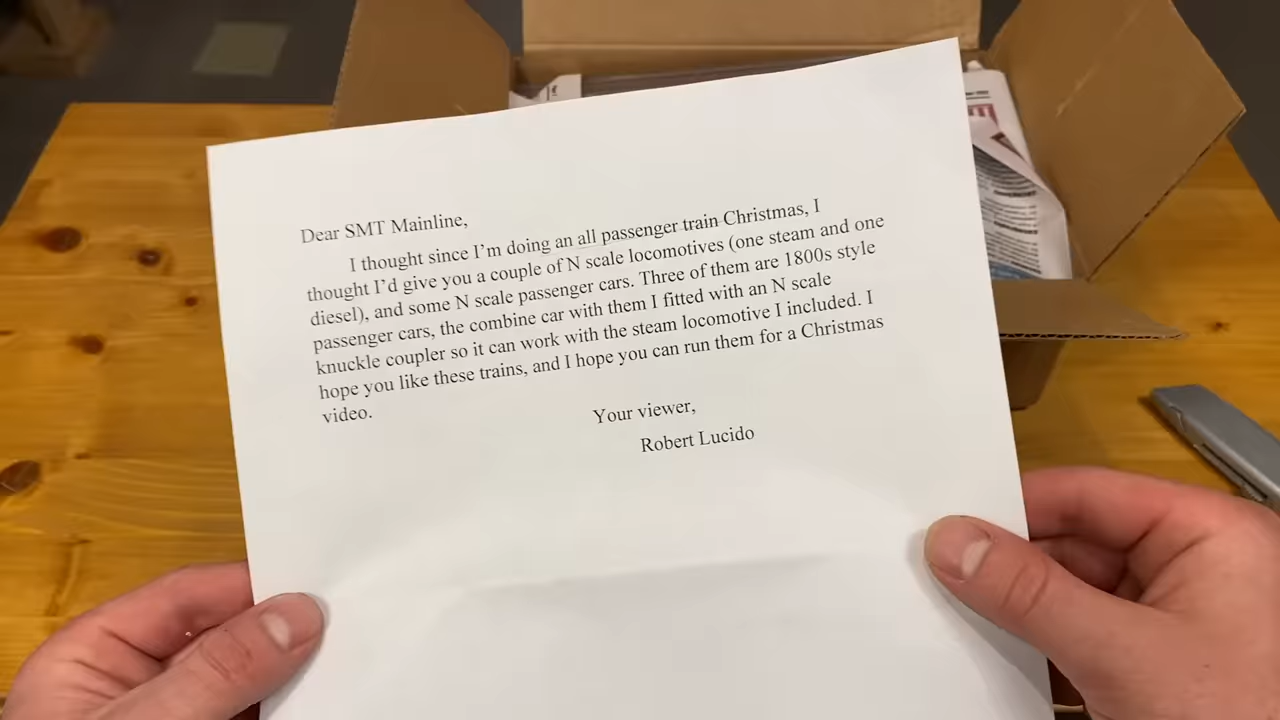 Dear SMT Mainline,
I thought since I'm doing an all passenger train Christmas, I
thought I'd give you a couple of N scale locomotives (one steam and one
diesel), and some N scale passenger cars. Three of them are 1800s style
passenger cars, the combine car with them I fitted with an N scale
knuckle coupler so it can work with the steam locomotive I included. I
hope you like these trains, and I hope you can run them for a Christmas
video.
Your viewer,
Robert Lucido